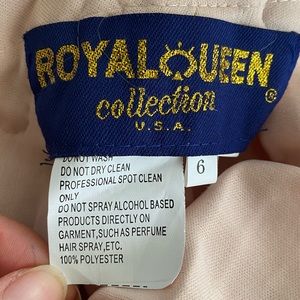 ROYAL QUEEN ®
collection
U.S.A.
DO NOT WASH
DO NOT DRY CLEAN
PROFESSIONAL SPOT CLEAN
ONLY
DO NOT SPRAY ALCOHOL BASED
PRODUCTS DIRECTLY ON
GARMENT,SUCH AS PERFUME
HAIR SPRAY,ETC.
100% POLYESTER
6